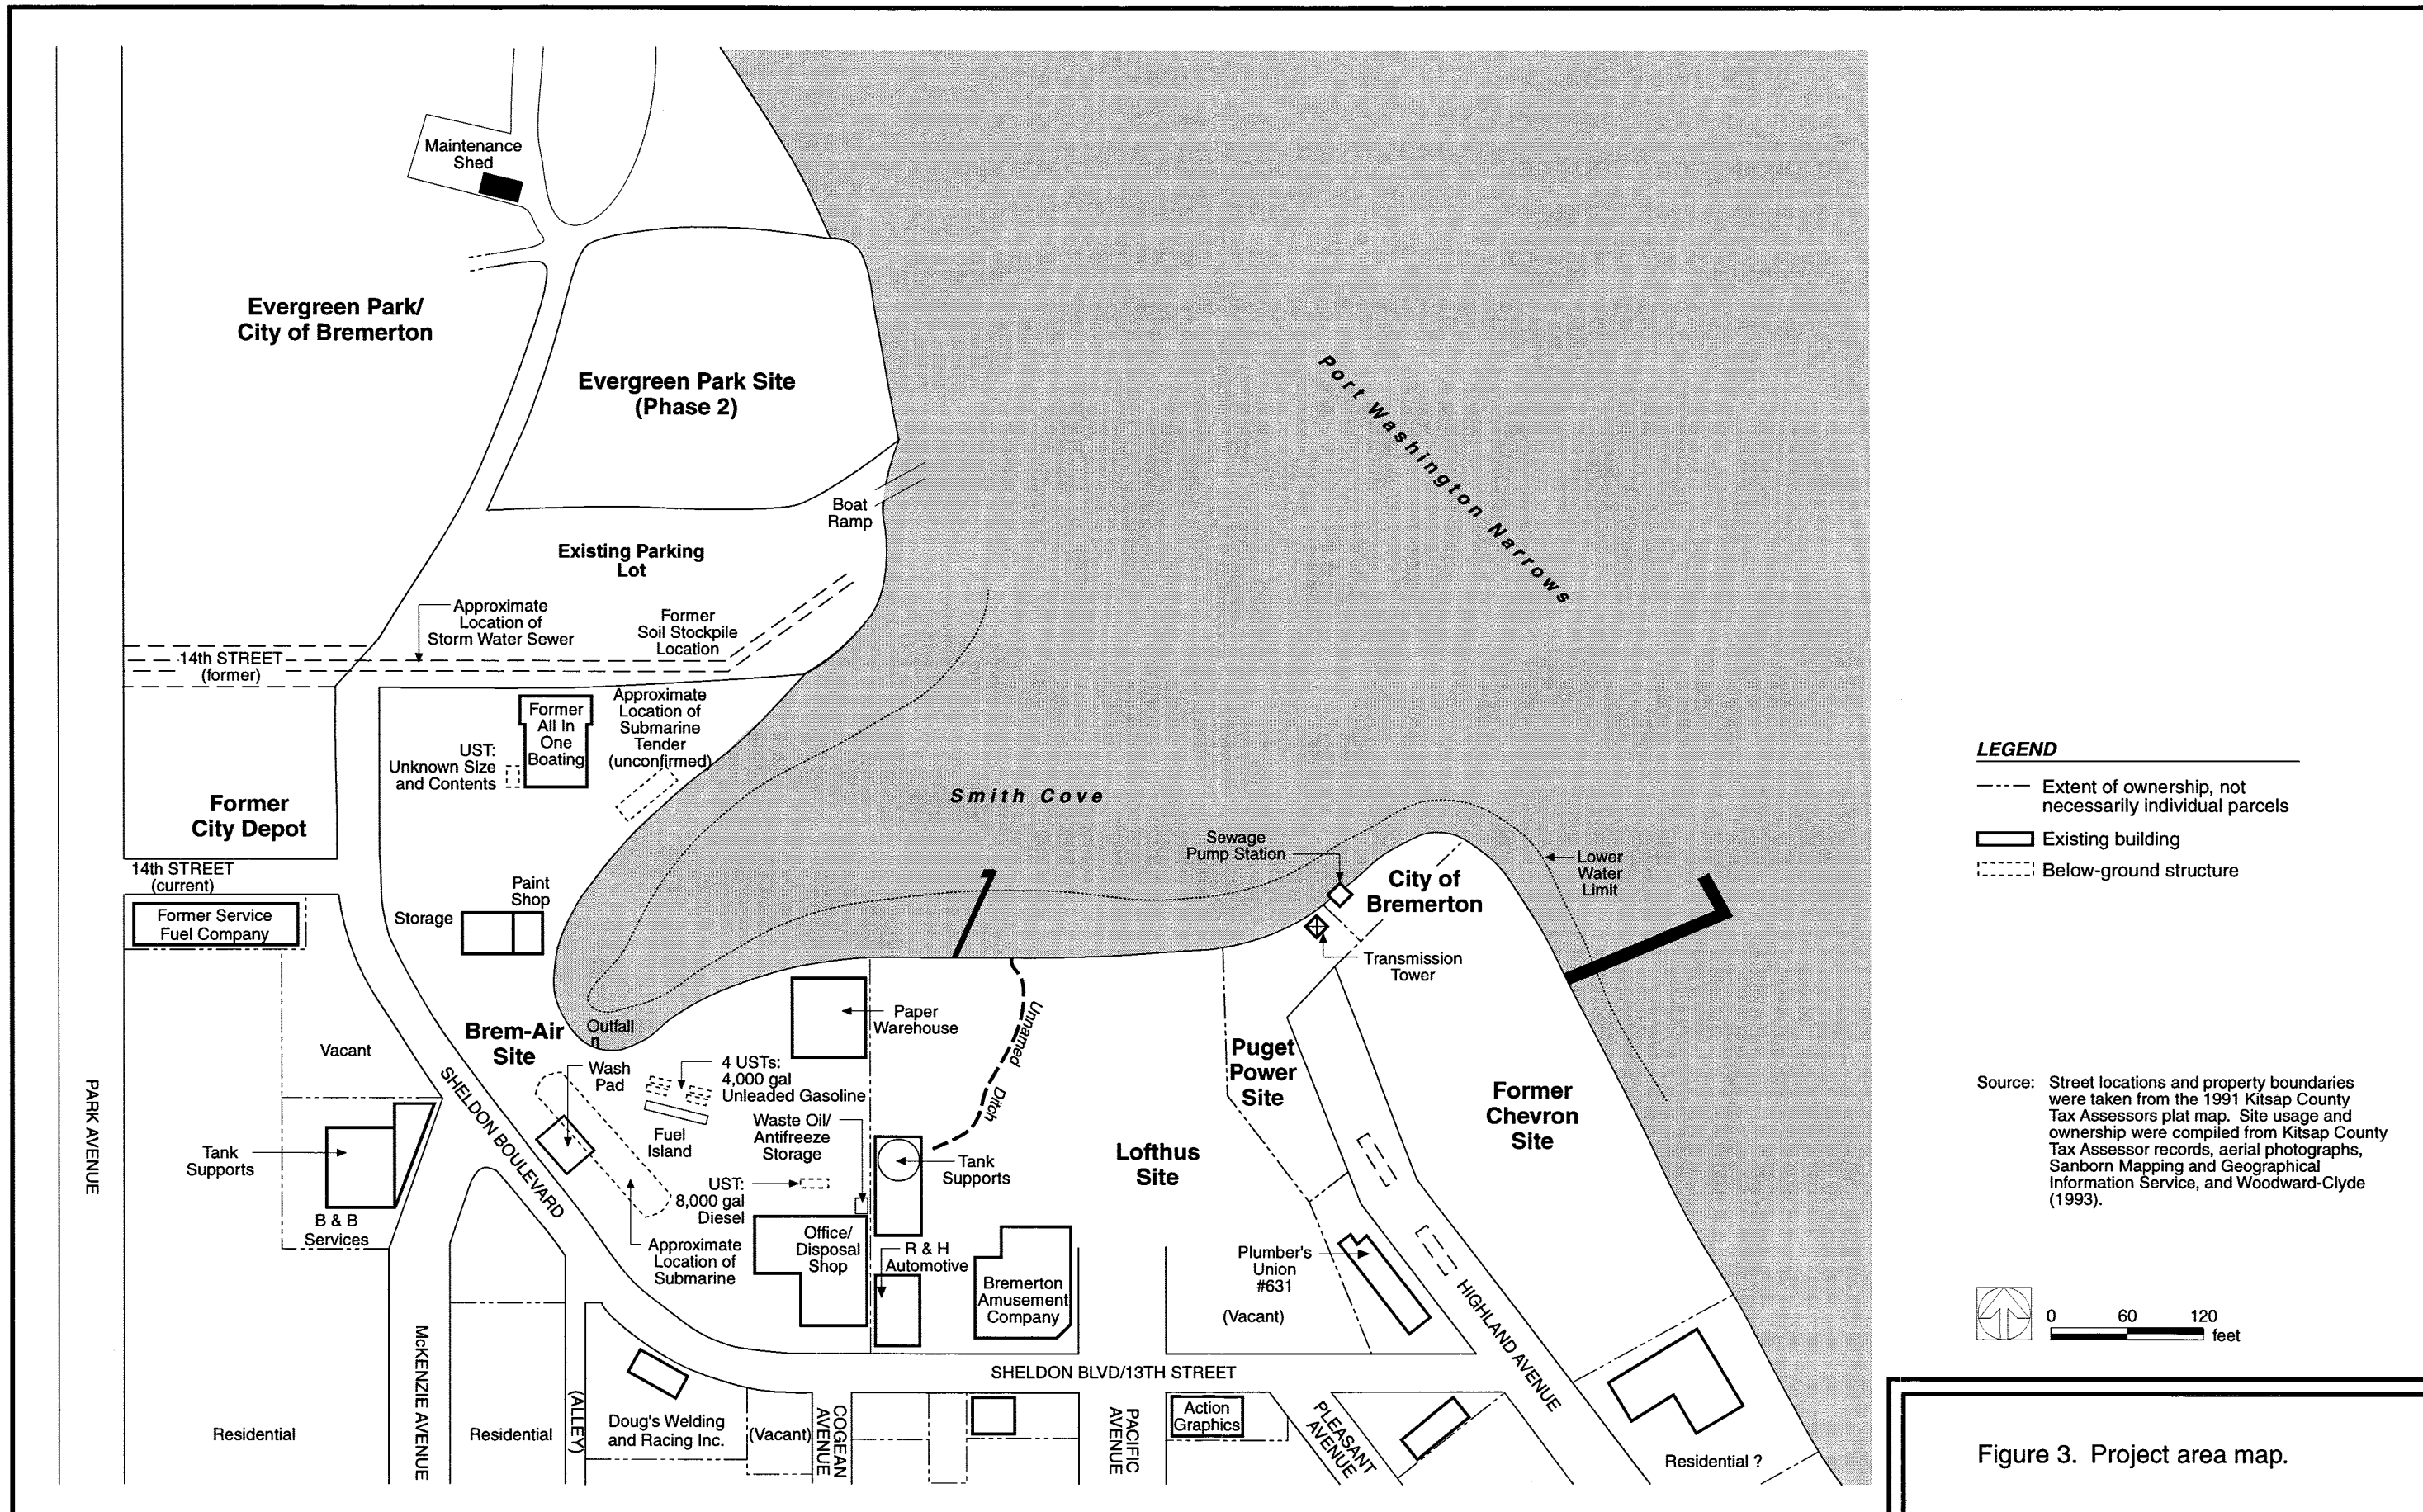 Maintenance
Shed
Evergreen Park/
City of Bremerton
Evergreen Park Site
(Phase 2)
Port Washington Narrows
Boat
Ramp
Existing Parking
Lot
Approximate
Location of
Storm Water Sewer
Former
Soil Stockpile
Location
14th STREET
(former)
Former
All In
One
Boating
Approximate
Location of
Submarine
Tender
(unconfirmed)
UST:
Unknown Size
and Contents
Former
City Depot
Smith Cove
Sewage
Pump Station
City of
Bremerton
Lower
Water
Limit
Transmission
Tower
14th STREET
(current)
Former Service
Fuel Company
Paint
Shop
Storage
Brem-Air
Site
Outfall
Wash
Pad
Paper
Warehouse
Unnamed Ditch
Vacant
4 USTs:
4,000 gal
Unleaded Gasoline
Fuel
Island
Waste Oil/
Antifreeze
Storage
Puget
Power
Site
Former
Chevron
Site
PARK AVENUE
SHELDON BOULEVARD
Tank
Supports
Tank
Supports
Lofthus
Site
UST:
8,000 gal
Diesel
B & B
Services
Approximate
Location of
Submarine
Office/
Disposal
Shop
R & H
Automotive
Bremerton
Amusement
Company
Plumber's
Union
#631
(Vacant)
HIGHLAND AVENUE
SHELDON BLVD/13TH STREET
Residential
McKENZIE AVENUE
Residential
(ALLEY)
Doug's Welding
and Racing Inc.
(Vacant)
COGEAN
AVENUE
PACIFIC
AVENUE
Action
Graphics
PLEASANT
AVENUE
Residential ?
LEGEND
Extent of ownership, not
necessarily individual parcels
Existing building
Below-ground structure
Source: Street locations and property boundaries
were taken from the 1991 Kitsap County
Tax Assessors plat map. Site usage and
ownership were compiled from Kitsap County
Tax Assessor records, aerial photographs,
Sanborn Mapping and Geographical
Information Service, and Woodward-Clyde
(1993).
0 60 120
feet
Figure 3. Project area map.